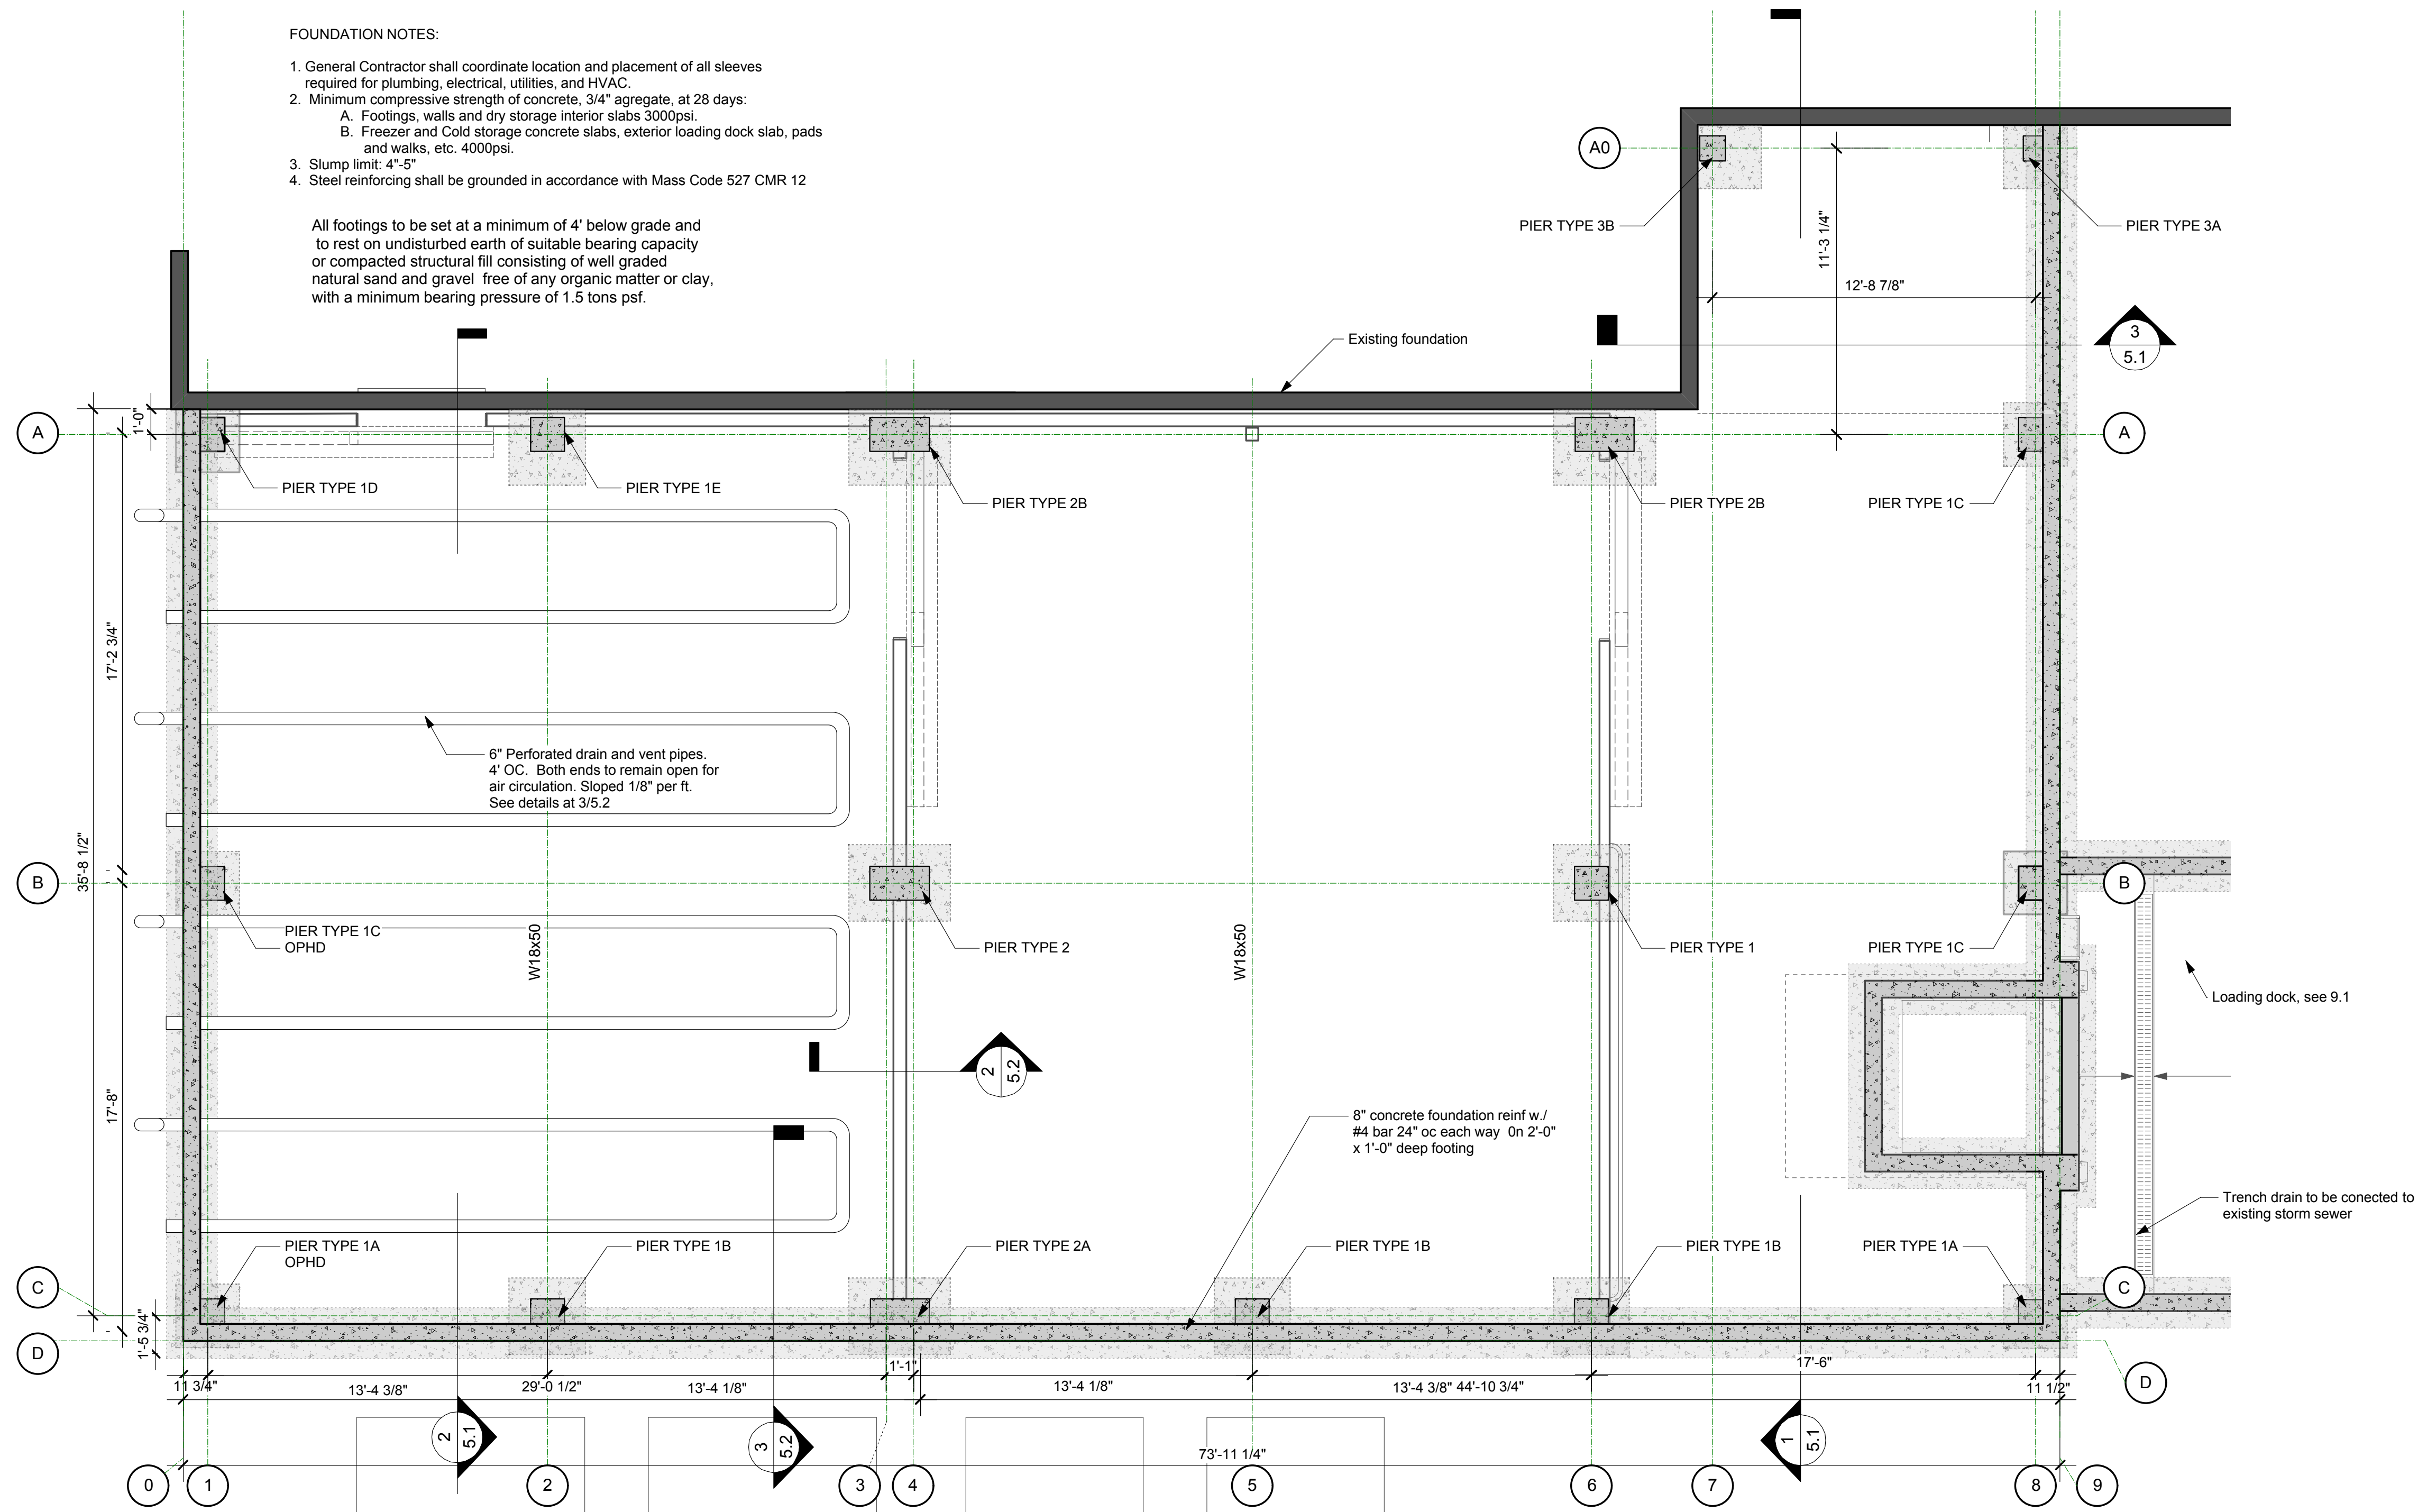 FOUNDATION NOTES:
1. General Contractor shall coordinate location and placement of all sleeves
required for plumbing, electrical, utilities, and HVAC.
2. Minimum compressive strength of concrete, 3/4" agregate, at 28 days:
A. Footings, walls and dry storage interior slabs 3000psi.
B. Freezer and Cold storage concrete slabs, exterior loading dock slab, pads
and walks, etc. 4000psi.
3. Slump limit: 4"-5"
4. Steel reinforcing shall be grounded in accordance with Mass Code 527 CMR 12
All footings to be set at a minimum of 4' below grade and
to rest on undisturbed earth of suitable bearing capacity
or compacted structural fill consisting of well graded
natural sand and gravel free of any organic matter or clay,
with a minimum bearing pressure of 1.5 tons psf.
A0
PIER TYPE 3B
PIER TYPE 3A
11'-3 1/4"
12'-8 7/8"
Existing foundation
3
5.1
1'-0"
A
A
PIER TYPE 1D
PIER TYPE 1E
PIER TYPE 2B
PIER TYPE 2B
PIER TYPE 1C
17'-2 3/4"
6" Perforated drain and vent pipes.
4' OC. Both ends to remain open for
air circulation. Sloped 1/8" per ft.
See details at 3/5.2
35'-8 1/2"
B
B
PIER TYPE 1C
OPHD
W18x50
PIER TYPE 2
W18x50
PIER TYPE 1
PIER TYPE 1C
Loading dock, see 9.1
2
5.2
17'-8"
8" concrete foundation reinf w./
#4 bar 24" oc each way 0n 2'-0"
x 1'-0" deep footing
Trench drain to be conected to
existing storm sewer
PIER TYPE 1A
OPHD
PIER TYPE 1B
PIER TYPE 2A
PIER TYPE 1B
PIER TYPE 1B
PIER TYPE 1A
C
C
1'-5 3/4"
D
D
1'-1"
17'-6"
11 3/4"
13'-4 3/8"
29'-0 1/2"
13'-4 1/8"
13'-4 1/8"
13'-4 3/8"
44'-10 3/4"
11 1/2"
2
5.1
3
5.2
1
5.1
73'-11 1/4"
0
1
2
3
4
5
6
7
8
9